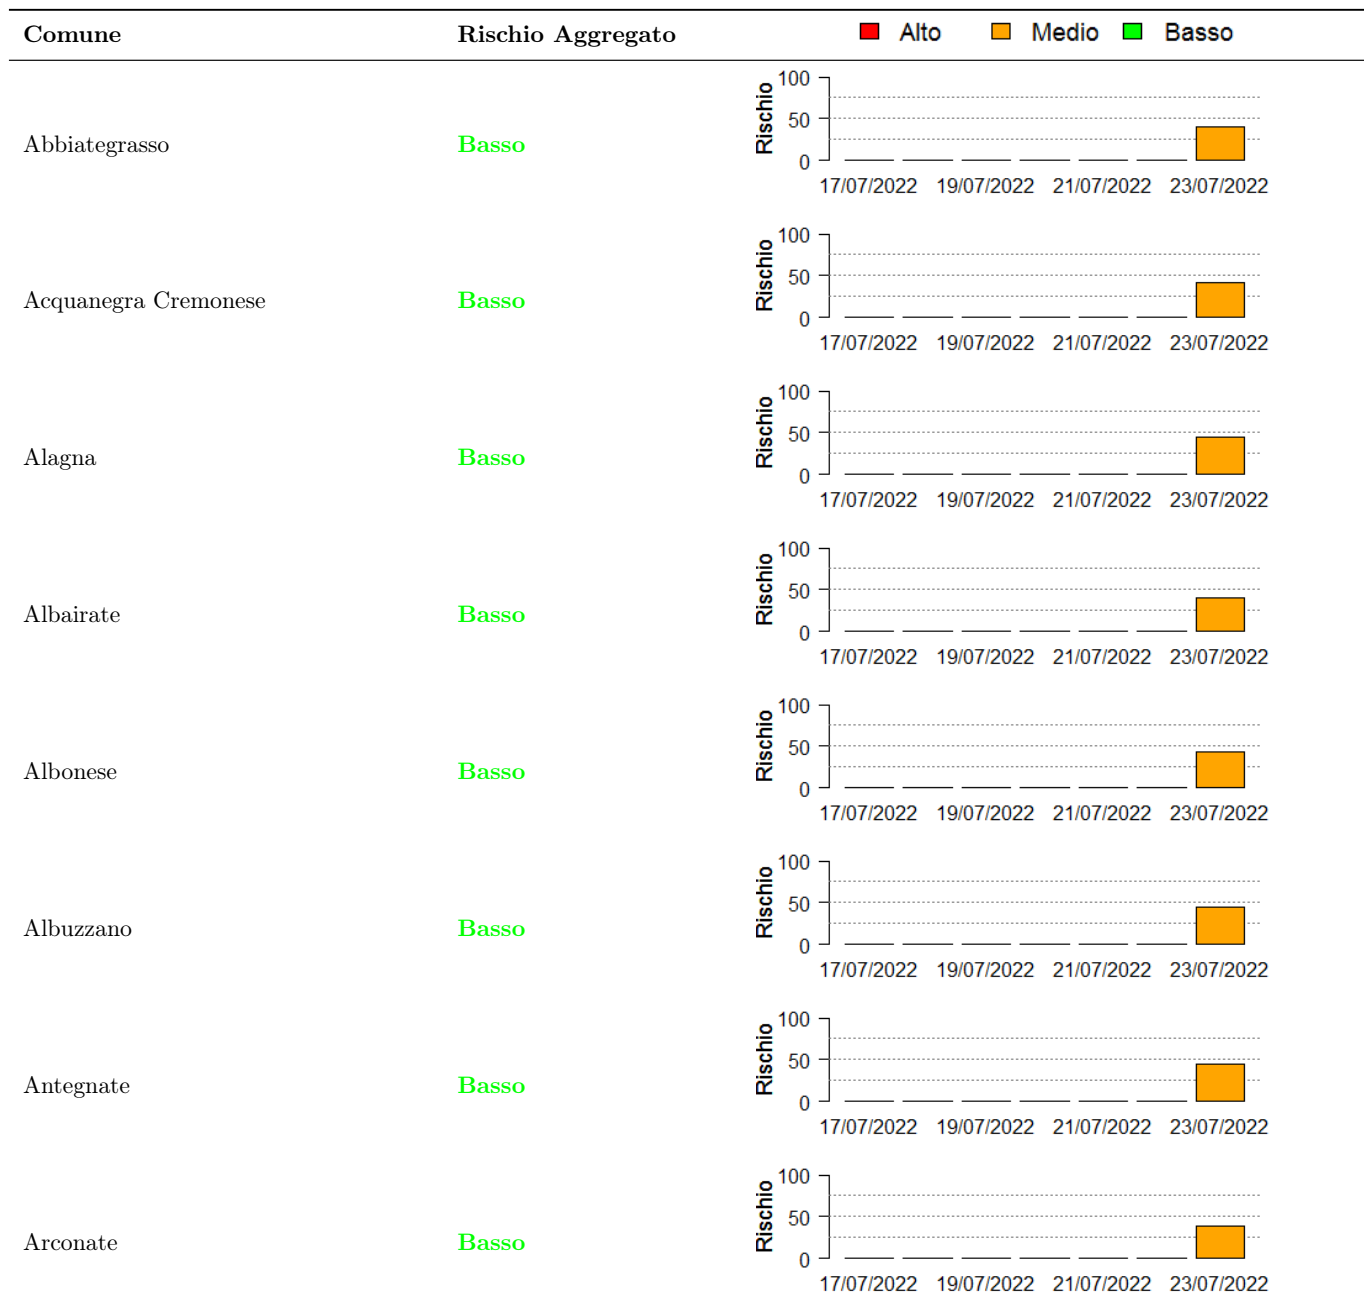 Comune Rischio Aggregato Alto Medio Basso
Abbiategrasso Basso
Rischio
100
50
0
17/07/2022 19/07/2022 21/07/2022 23/07/2022
Acquanegra Cremonese Basso
Rischio
100
50
0
17/07/2022 19/07/2022 21/07/2022 23/07/2022
Alagna Basso
Rischio
100
50
0
17/07/2022 19/07/2022 21/07/2022 23/07/2022
Albairate Basso
Rischio
100
50
0
17/07/2022 19/07/2022 21/07/2022 23/07/2022
Albonese Basso
Rischio
100
50
0
17/07/2022 19/07/2022 21/07/2022 23/07/2022
Albuzzano Basso
Rischio
100
50
0
17/07/2022 19/07/2022 21/07/2022 23/07/2022
Antegnate Basso
Rischio
100
50
0
17/07/2022 19/07/2022 21/07/2022 23/07/2022
Arconate Basso
Rischio
100
50
0
17/07/2022 19/07/2022 21/07/2022 23/07/2022